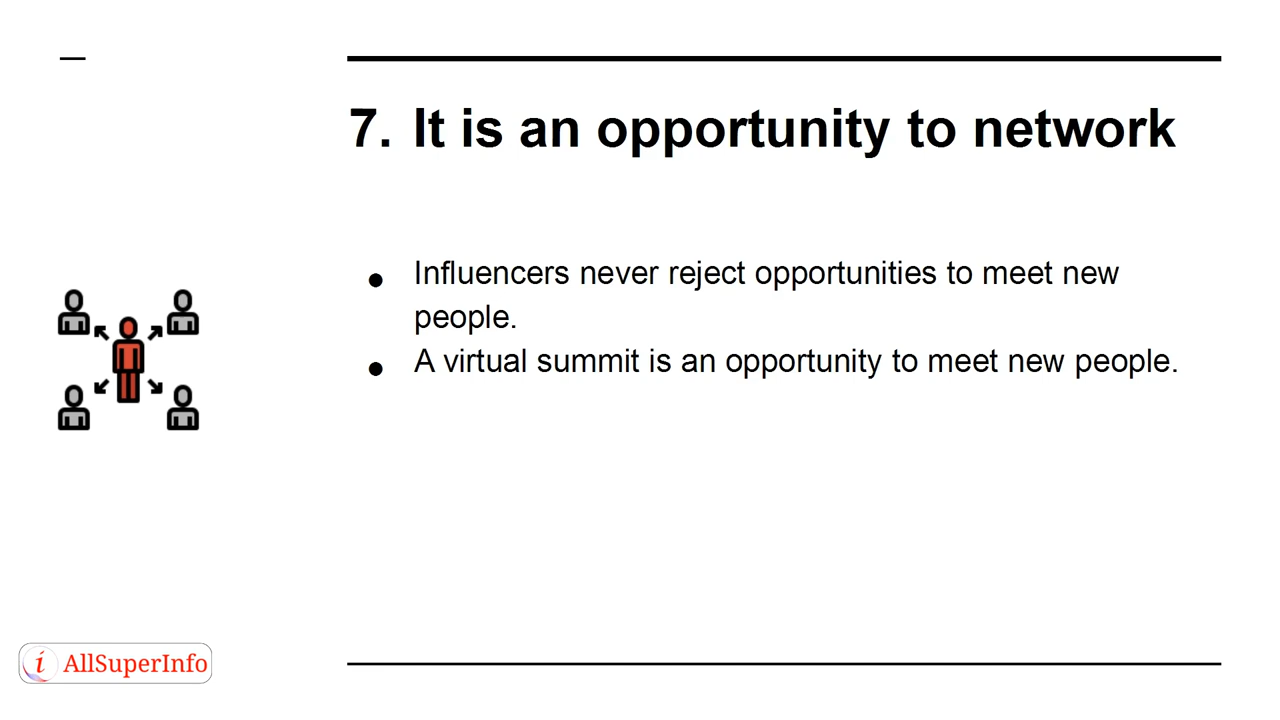 7. It is an opportunity to network
● Influencers never reject opportunities to meet new
people.
● A virtual summit is an opportunity to meet new people.
i AllSuperInfo